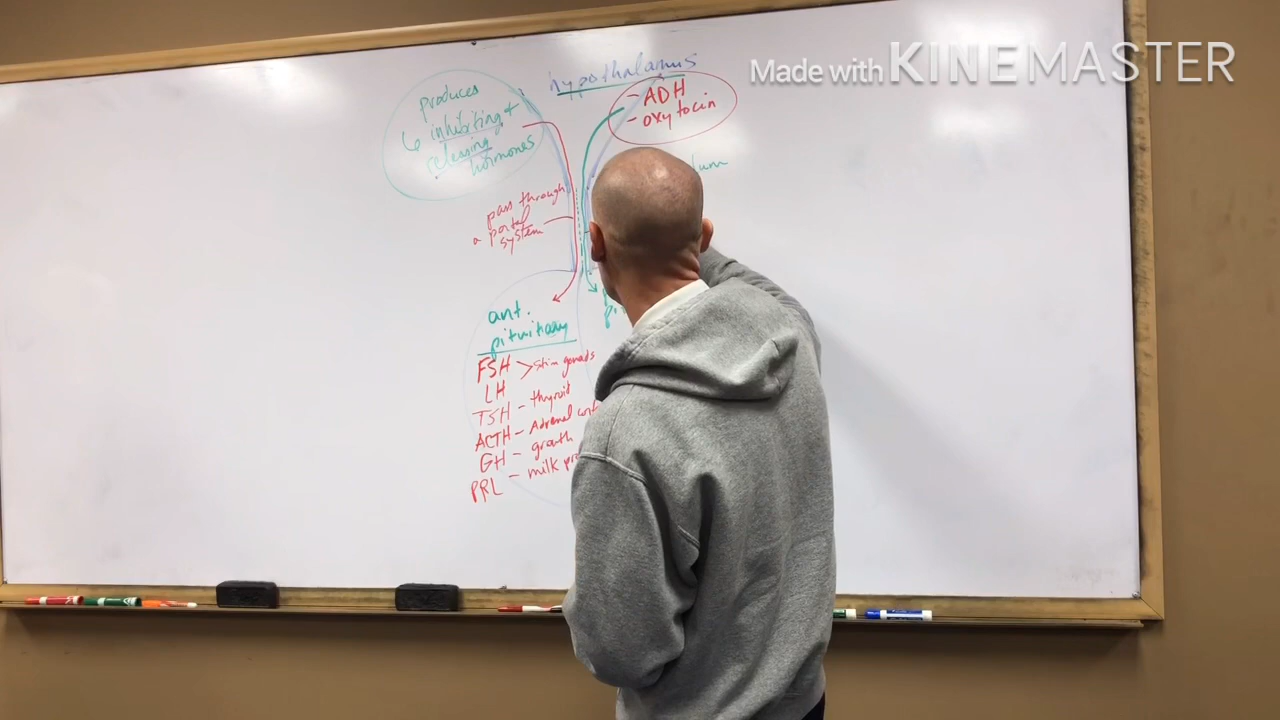 Made with KINEMASTER
hypothalamus
produces
inhibiting +
releasing
hormones
- ADH
- oxytocin
pass through
a portal
system
ant.
pituitary
FSH > stim gonads
LH
TSH - thyroid
ACTH - Adrenal
GH - growth
PRL - milk